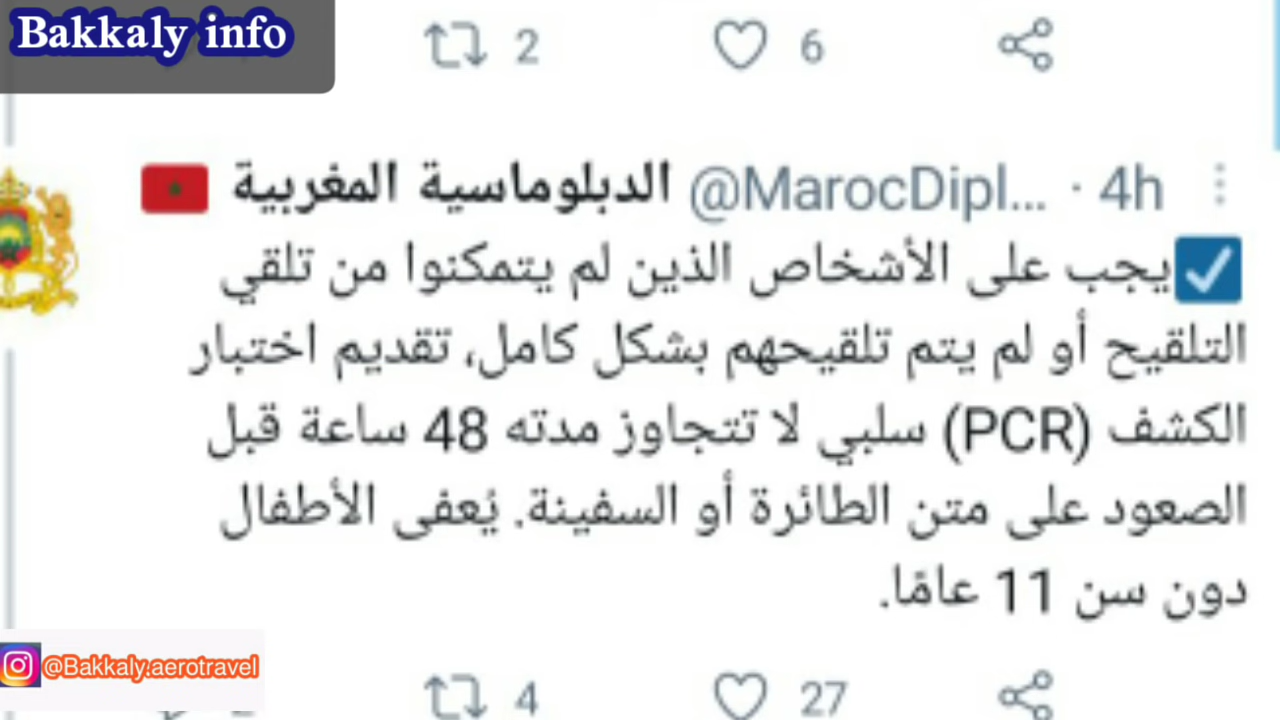 Bakkaly info
2 6
الدبلوماسية المغربية @MarocDipl... · 4h
يجب على الأشخاص الذين لم يتمكنوا من تلقي
التلقيح أو لم يتم تلقيحهم بشكل كامل، تقديم اختبار
الكشف (PCR) سلبي لا تتجاوز مدته 48 ساعة قبل
الصعود على متن الطائرة أو السفينة. يُعفى الأطفال
دون سن 11 عامًا.
@Bakkaly.aerotravel
4 27